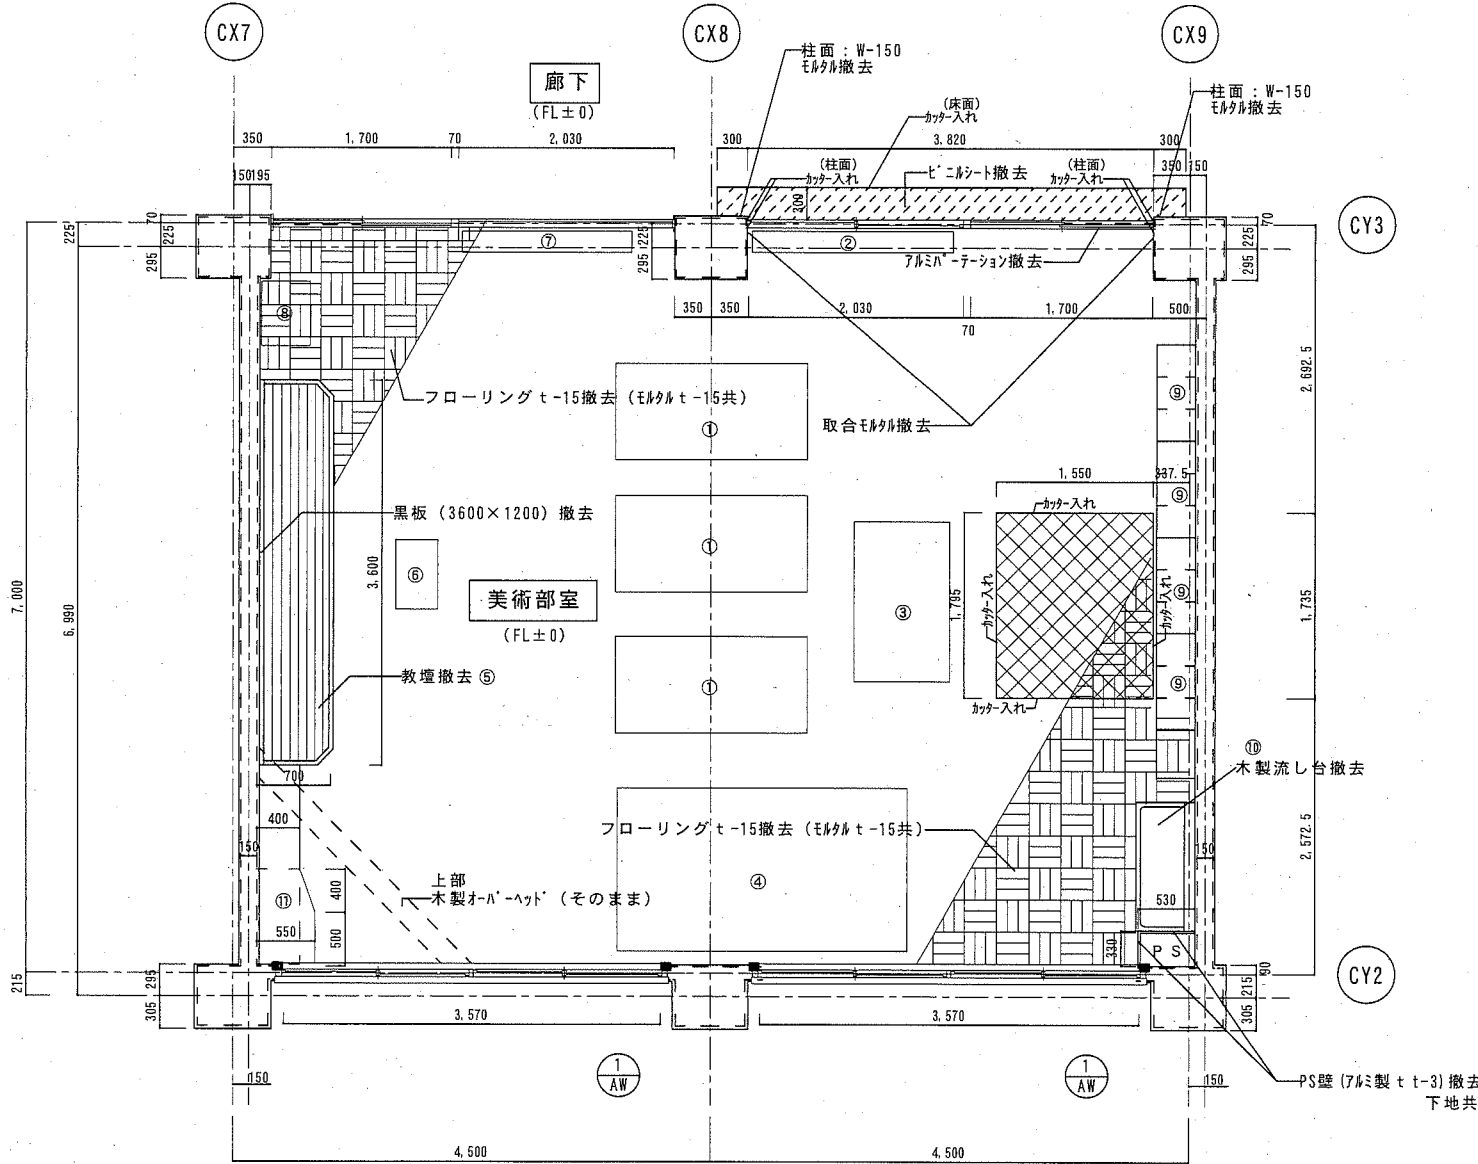 CX7
CX8
CX9
柱面：W-150
モルタル撤去
廊下
(FL±0)
柱面：W-150
モルタル撤去
(床面)
カッター入れ
350
1,700
70
2,030
300
3,820
300
150
195
(柱面)
カッター入れ
ビニルシート撤去
(柱面)
カッター入れ
350
150
300
70
225
225
295
⑦
225
295
②
アルミパーテーション撤去
70
225
295
CY3
⑧
350
350
2,030
70
1,700
500
フローリングｔ-15撤去（モルタルｔ-15共）
①
取合モルタル撤去
⑨
2,692.5
1,550
337.5
カッター入れ
⑨
黒板（3600×1200）撤去
①
⑥
3,600
美術部室
(FL±0)
③
1,795
カッター入れ
カッター入れ
⑨
1,735
7,000
6,990
教壇撤去⑤
①
カッター入れ
⑨
⑩
木製流し台撤去
700
400
150
フローリングｔ-15撤去（モルタルｔ-15共）
150
2,572.5
上部
木製オーバーヘッド（そのまま）
④
⑪
400
500
550
530
330
ＰＳ
215
295
305
90
215
305
CY2
3,570
3,570
1
AW
1
AW
150
150
PS壁(アルミ製ｔｔ-3)撤去
下地共
4,500
4,500